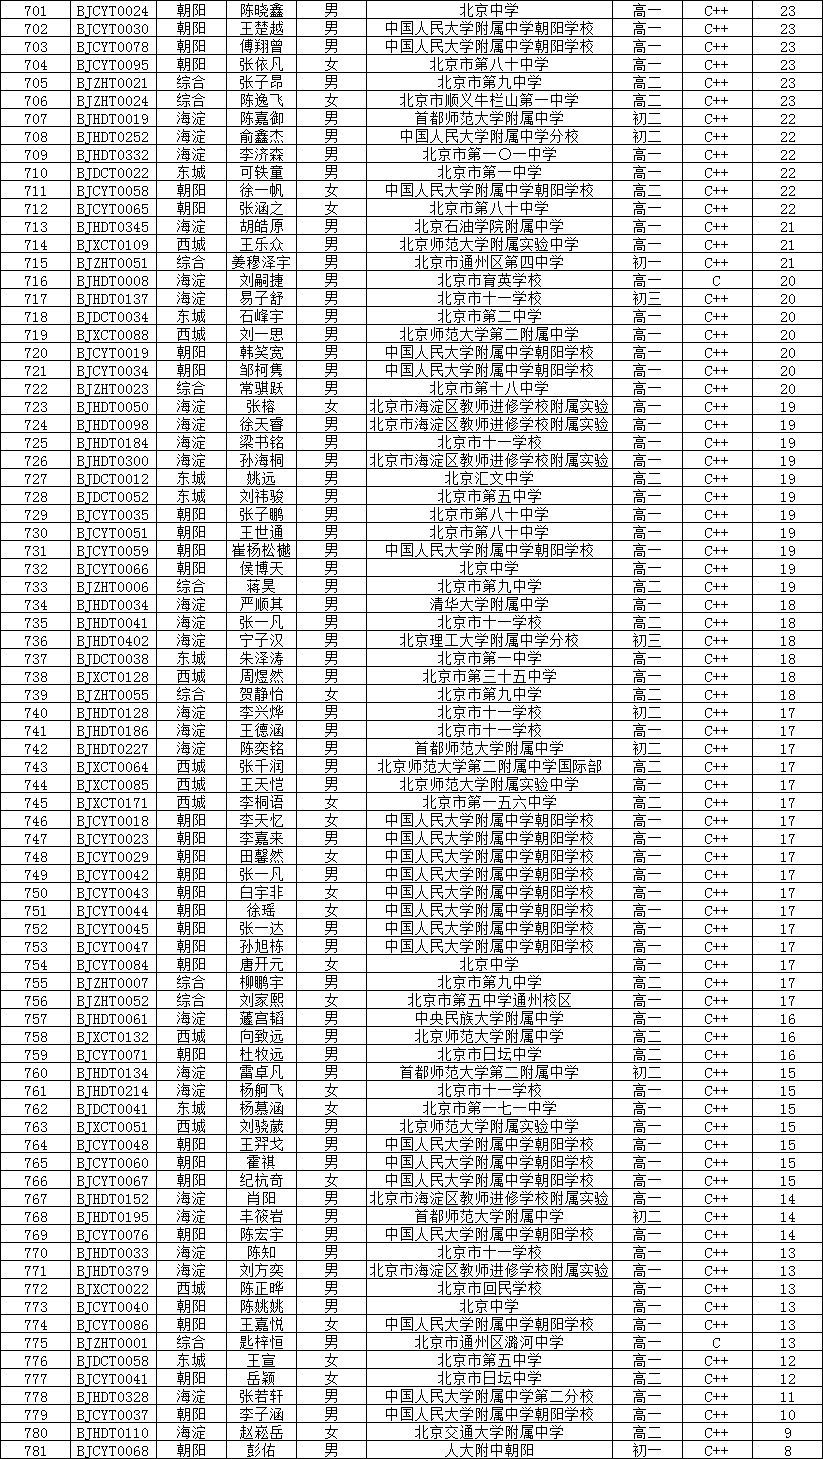 701 BJCYT0024 朝阳 陈晓鑫 男 北京中学 高一 C++ 23
702 BJCYT0030 朝阳 王楚越 男 中国人民大学附属中学朝阳学校 高一 C++ 23
703 BJCYT0078 朝阳 傅翔曾 男 中国人民大学附属中学朝阳学校 高一 C++ 23
704 BJCYT0095 朝阳 张依凡 女 北京市第八十中学 高一 C++ 23
705 BJZHT0021 综合 张子昂 男 北京市第九中学 高二 C++ 23
706 BJZHT0024 综合 陈逸飞 女 北京市顺义牛栏山第一中学 高二 C++ 23
707 BJHDT0019 海淀 陈嘉御 男 首都师范大学附属中学 初二 C++ 22
708 BJHDT0252 海淀 俞鑫杰 男 中国人民大学附属中学分校 初二 C++ 22
709 BJHDT0332 海淀 李济森 男 北京市第一〇一中学 高一 C++ 22
710 BJDCT0022 东城 可轶童 男 北京市第一中学 高一 C++ 22
711 BJCYT0058 朝阳 徐一帆 女 中国人民大学附属中学朝阳学校 高二 C++ 22
712 BJCYT0065 朝阳 张涵之 女 北京市第八十中学 高一 C++ 22
713 BJHDT0345 海淀 胡皓原 男 北京石油学院附属中学 高一 C++ 21
714 BJXCT0109 西城 王乐众 男 北京师范大学附属实验中学 高一 C++ 21
715 BJZHT0051 综合 姜穆泽宇 男 北京市通州区第四中学 初一 C++ 21
716 BJHDT0008 海淀 刘嗣捷 男 北京市育英学校 高一 C 20
717 BJHDT0137 海淀 易子舒 男 北京市十一学校 初三 C++ 20
718 BJDCT0034 东城 石峰宇 男 北京市第二中学 高一 C++ 20
719 BJXCT0088 西城 刘一思 男 北京师范大学第二附属中学 高一 C++ 20
720 BJCYT0019 朝阳 韩笑宽 男 中国人民大学附属中学朝阳学校 高一 C++ 20
721 BJCYT0034 朝阳 邹柯隽 男 中国人民大学附属中学朝阳学校 高一 C++ 20
722 BJZHT0023 综合 常骐跃 男 北京市第十八中学 高一 C++ 20
723 BJHDT0050 海淀 张榕 女 北京市海淀区教师进修学校附属实验 高一 C++ 19
724 BJHDT0098 海淀 徐天睿 男 北京市海淀区教师进修学校附属实验 高一 C++ 19
725 BJHDT0184 海淀 梁书铭 男 北京市十一学校 高一 C++ 19
726 BJHDT0300 海淀 孙海桐 男 北京市海淀区教师进修学校附属实验 高一 C++ 19
727 BJDCT0012 东城 姚远 男 北京汇文中学 高二 C++ 19
728 BJDCT0052 东城 刘祎骏 男 北京市第五中学 高一 C++ 19
729 BJCYT0035 朝阳 张子鹏 男 北京市第八十中学 高一 C++ 19
730 BJCYT0051 朝阳 王世通 男 北京市第八十中学 高一 C++ 19
731 BJCYT0059 朝阳 崔杨松樾 男 中国人民大学附属中学朝阳学校 高一 C++ 19
732 BJCYT0066 朝阳 侯博天 男 北京中学 高一 C++ 19
733 BJZHT0006 综合 蒋昊 男 北京市第九中学 高二 C++ 19
734 BJHDT0034 海淀 严顺其 男 清华大学附属中学 高一 C++ 18
735 BJHDT0041 海淀 张一凡 男 北京市十一学校 高二 C++ 18
736 BJHDT0402 海淀 宁子汉 男 北京理工大学附属中学分校 初三 C++ 18
737 BJDCT0038 东城 朱泽涛 男 北京市第一中学 高二 C++ 18
738 BJXCT0128 西城 周煜然 男 北京市第三十五中学 高一 C++ 18
739 BJZHT0055 综合 贺静怡 女 北京市第九中学 高二 C++ 18
740 BJHDT0128 海淀 李兴烨 男 北京市十一学校 初二 C++ 17
741 BJHDT0186 海淀 王德涵 男 北京市十一学校 高一 C++ 17
742 BJHDT0227 海淀 陈奕铭 男 首都师范大学附属中学 初二 C++ 17
743 BJXCT0064 西城 张千润 男 北京师范大学第二附属中学国际部 高二 C++ 17
744 BJXCT0085 西城 王天恺 男 北京师范大学附属实验中学 高一 C++ 17
745 BJXCT0171 西城 李桐语 女 北京市第一五六中学 高二 C++ 17
746 BJCYT0018 朝阳 李天忆 女 中国人民大学附属中学朝阳学校 高一 C++ 17
747 BJCYT0023 朝阳 李嘉来 男 中国人民大学附属中学朝阳学校 高一 C++ 17
748 BJCYT0029 朝阳 田馨然 女 中国人民大学附属中学朝阳学校 高一 C++ 17
749 BJCYT0042 朝阳 张一凡 男 中国人民大学附属中学朝阳学校 高一 C++ 17
750 BJCYT0043 朝阳 白宇非 女 中国人民大学附属中学朝阳学校 高一 C++ 17
751 BJCYT0044 朝阳 徐瑶 女 中国人民大学附属中学朝阳学校 高一 C++ 17
752 BJCYT0045 朝阳 张一达 男 中国人民大学附属中学朝阳学校 高一 C++ 17
753 BJCYT0047 朝阳 孙旭栋 男 中国人民大学附属中学朝阳学校 高一 C++ 17
754 BJCYT0084 朝阳 唐开元 女 北京中学 高一 C++ 17
755 BJZHT0007 综合 柳鹏宇 男 北京市第九中学 高二 C++ 17
756 BJZHT0052 综合 刘家熙 女 北京市第五中学通州校区 高一 C++ 17
757 BJHDT0061 海淀 蘧宫韬 男 中央民族大学附属中学 高一 C++ 16
758 BJXCT0132 西城 向致远 男 北京师范大学附属中学 高二 C++ 16
759 BJCYT0071 朝阳 杜牧远 男 北京市日坛中学 高二 C++ 16
760 BJHDT0134 海淀 雷卓凡 男 首都师范大学第二附属中学 初二 C++ 15
761 BJHDT0214 海淀 杨舸飞 女 北京市十一学校 高一 C++ 15
762 BJDCT0041 东城 杨慕涵 女 北京市第一七一中学 高一 C++ 15
763 BJXCT0051 西城 刘骁葳 男 北京师范大学附属实验中学 高一 C++ 15
764 BJCYT0048 朝阳 王羿戈 男 中国人民大学附属中学朝阳学校 高一 C++ 15
765 BJCYT0060 朝阳 霍祺 男 中国人民大学附属中学朝阳学校 高一 C++ 15
766 BJCYT0067 朝阳 纪杭奇 女 中国人民大学附属中学朝阳学校 高一 C++ 15
767 BJHDT0152 海淀 肖阳 男 北京市海淀区教师进修学校附属实验 高一 C++ 14
768 BJHDT0195 海淀 丰筱岩 男 首都师范大学附属中学 初二 C++ 14
769 BJCYT0076 朝阳 陈宏宇 男 中国人民大学附属中学朝阳学校 高一 C++ 14
770 BJHDT0033 海淀 陈知 男 北京市十一学校 高一 C++ 13
771 BJHDT0379 海淀 刘方奕 男 北京市海淀区教师进修学校附属实验 高一 C++ 13
772 BJXCT0022 西城 陈正晔 男 北京市回民学校 高一 C++ 13
773 BJCYT0040 朝阳 陈姚姚 男 北京中学 高一 C++ 13
774 BJCYT0086 朝阳 王嘉悦 女 中国人民大学附属中学朝阳学校 高一 C++ 13
775 BJZHT0001 综合 匙梓恒 男 北京市通州区潞河中学 高一 C 13
776 BJDCT0058 东城 王宣 女 北京市第五中学 高一 C++ 12
777 BJCYT0041 朝阳 岳颖 女 北京市日坛中学 高二 C++ 12
778 BJHDT0328 海淀 张若轩 男 中国人民大学附属中学第二分校 高一 C++ 11
779 BJCYT0037 朝阳 李子涵 男 中国人民大学附属中学朝阳学校 高一 C++ 10
780 BJHDT0110 海淀 赵崧岳 女 北京交通大学附属中学 高二 C++ 9
781 BJCYT0068 朝阳 彭佑 男 人大附中朝阳 初一 C++ 8